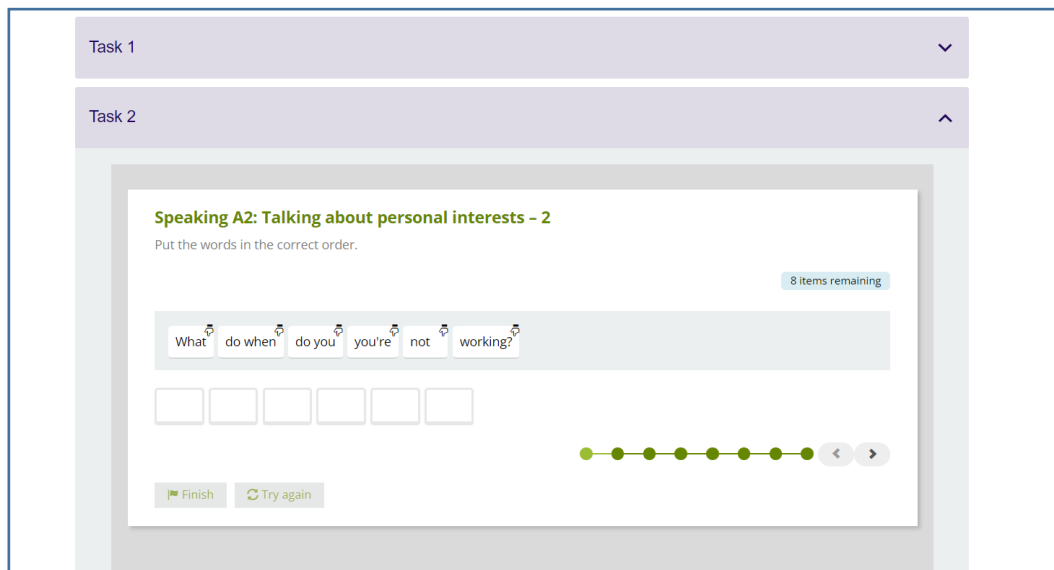 Task 1
Task 2
Speaking A2: Talking about personal interests – 2
Put the words in the correct order.
8 items remaining
What do when do you you're not working?
Finish Try again